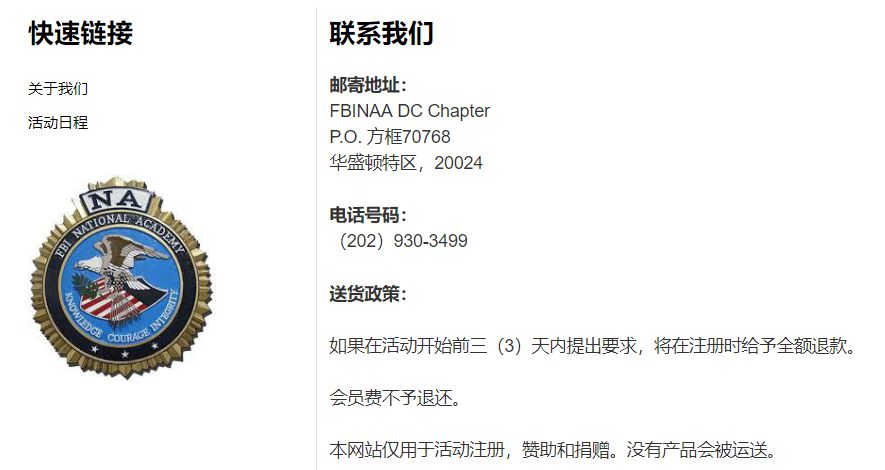 快速链接
关于我们
活动日程
NA
FBI NATIONAL ACADEMY
KNOWLEDGE COURAGE INTEGRITY
联系我们
邮寄地址：
FBINAA DC Chapter
P.O. 方框70768
华盛顿特区，20024
电话号码：
（202）930-3499
送货政策：
如果在活动开始前三（3）天内提出要求，将在注册时给予全额退款。
会员费不予退还。
本网站仅用于活动注册，赞助和捐赠。没有产品会被运送。